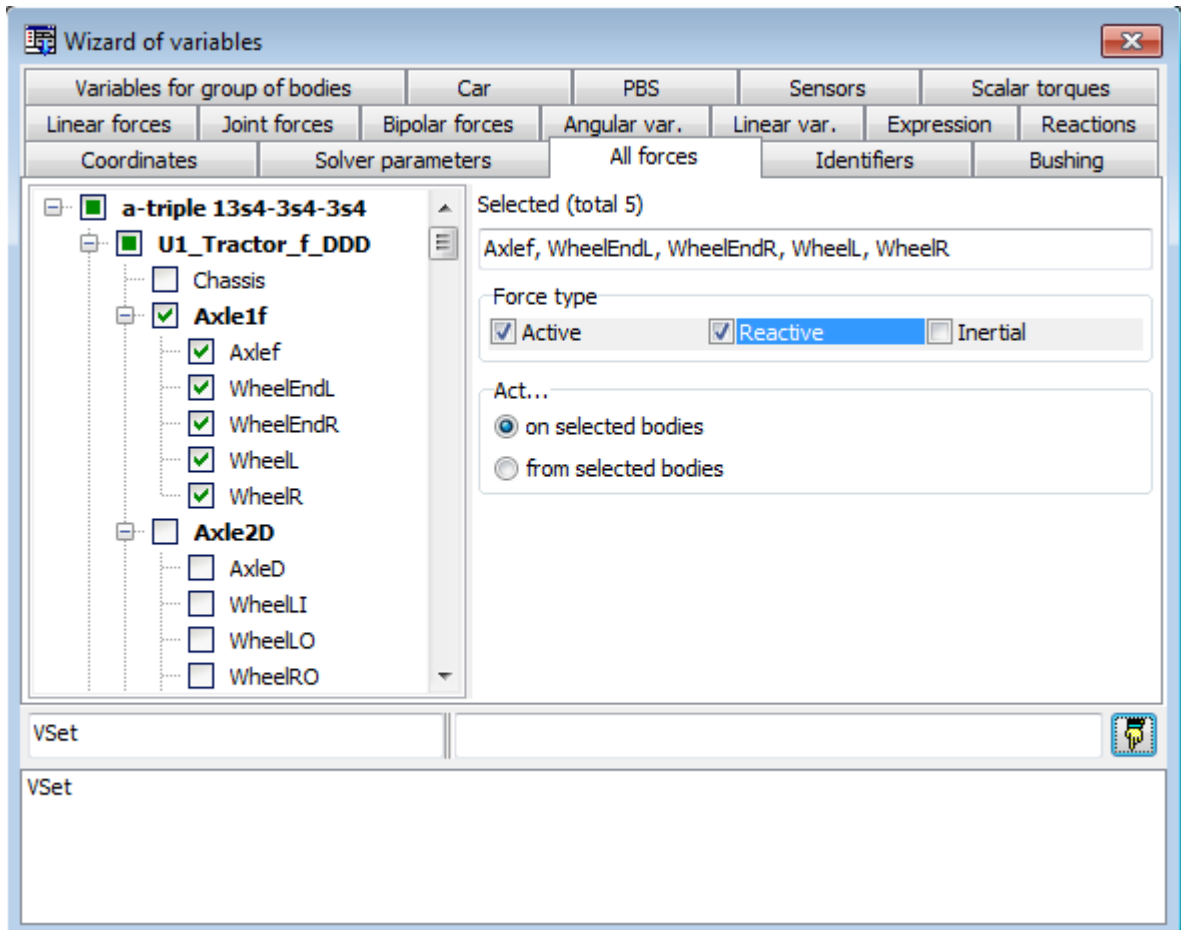 Wizard of variables
Variables for group of bodies Car PBS Sensors Scalar torques
Linear forces Joint forces Bipolar forces Angular var. Linear var. Expression Reactions
Coordinates Solver parameters All forces Identifiers Bushing
a-triple 13s4-3s4-3s4
U1_Tractor_f_DDD
Chassis
Axle1f
Axlef
WheelEndL
WheelEndR
WheelL
WheelR
Axle2D
AxleD
WheelLI
WheelLO
WheelRO
Selected (total 5)
Axlef, WheelEndL, WheelEndR, WheelL, WheelR
Force type
Active Reactive Inertial
Act...
on selected bodies
from selected bodies
VSet
VSet